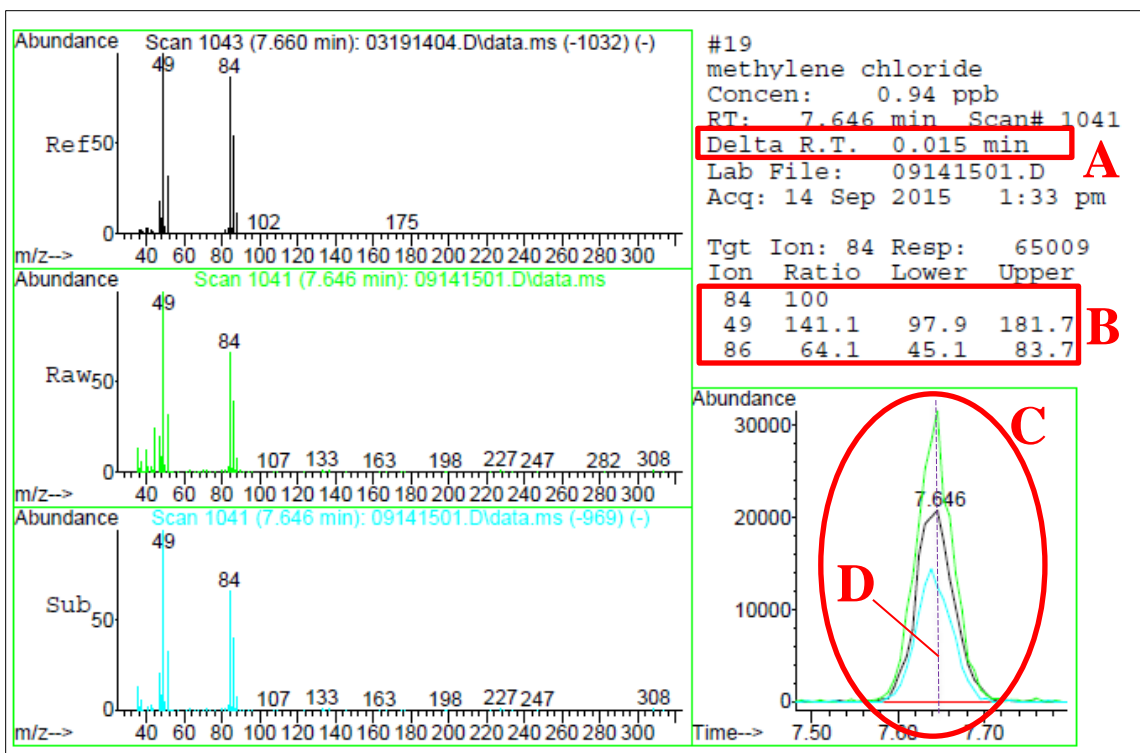 Abundance
Scan 1043 (7.660 min): 03191404.D\data.ms (-1032) (-)
49 84
Ref
50
102 175
0
m/z--> 40 60 80 100 120 140 160 180 200 220 240 260 280 300
Abundance
Scan 1041 (7.646 min): 09141501.D\data.ms
49
84
Raw
50
107 133 163 198 227 247 282 308
0
m/z--> 40 60 80 100 120 140 160 180 200 220 240 260 280 300
Abundance
Scan 1041 (7.646 min): 09141501.D\data.ms (-969) (-)
49
84
Sub
50
107 133 163 198 227 247 308
0
m/z--> 40 60 80 100 120 140 160 180 200 220 240 260 280 300
#19
methylene chloride
Concen: 0.94 ppb
RT: 7.646 min Scan# 1041
Delta R.T. 0.015 min
A
Lab File: 09141501.D
Acq: 14 Sep 2015 1:33 pm
Tgt Ion: 84 Resp: 65009
Ion Ratio Lower Upper
84 100
49 141.1 97.9 181.7
B
86 64.1 45.1 83.7
Abundance
30000
C
7.646
20000
D
10000
0
Time--> 7.50 7.60 7.70